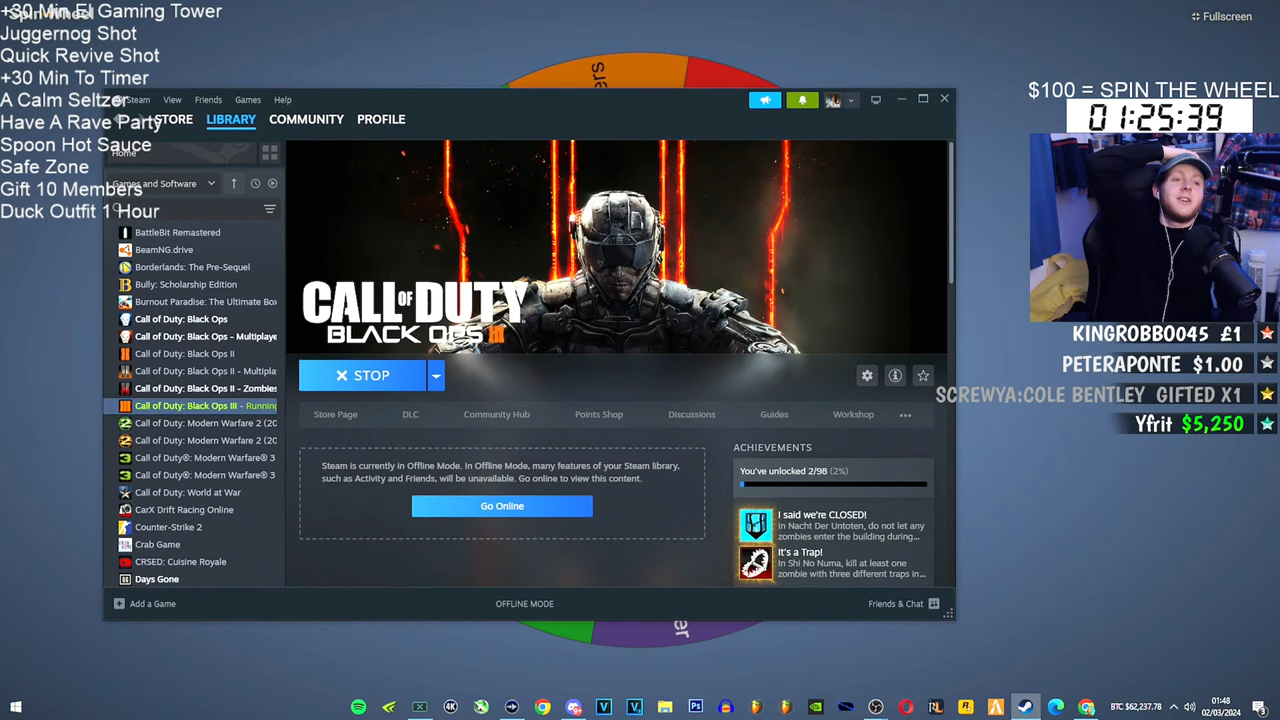 +30 Min El Gaming Tower
Juggernog Shot
Quick Revive Shot
+30 Min To Timer
A Calm Seltzer
Have A Rave Party
Spoon Hot Sauce
Safe Zone
Gift 10 Members
Duck Outfit 1 Hour
Spin Wheel
Fullscreen
ers
er
Steam View Friends Games Help
STORE LIBRARY COMMUNITY PROFILE
Home
Games and Software
BattleBit Remastered
BeamNG.drive
Borderlands: The Pre-Sequel
Bully: Scholarship Edition
Burnout Paradise: The Ultimate Box
Call of Duty: Black Ops
Call of Duty: Black Ops - Multiplaye
Call of Duty: Black Ops II
Call of Duty: Black Ops II - Multipla
Call of Duty: Black Ops II - Zombies
Call of Duty: Black Ops III - Running
Call of Duty: Modern Warfare 2 (20
Call of Duty: Modern Warfare 2 (20
Call of Duty®: Modern Warfare® 3
Call of Duty®: Modern Warfare® 3
Call of Duty: World at War
CarX Drift Racing Online
Counter-Strike 2
Crab Game
CRSED: Cuisine Royale
Days Gone
Add a Game
CALL OF DUTY
BLACK OPS III
STOP
Store Page DLC Community Hub Points Shop Discussions Guides Workshop
Steam is currently in Offline Mode. In Offline Mode, many features of your Steam library,
such as Activity and Friends, will be unavailable. Go online to view this content.
Go Online
ACHIEVEMENTS
You've unlocked 2/98 (2%)
I said we're CLOSED!
In Nacht Der Untoten, do not let any
zombies enter the building during...
It's a Trap!
In Shi No Numa, kill at least one
zombie with three different traps in...
OFFLINE MODE
Friends & Chat
$100 = SPIN THE WHEEL
01:25:39
KINGROBBO045 £1
PETERAPONTE $1.00
SCREWYA:COLE BENTLEY GIFTED X1
Yfrit $5,250
BTC $62,237.78
01:48
02/03/2024